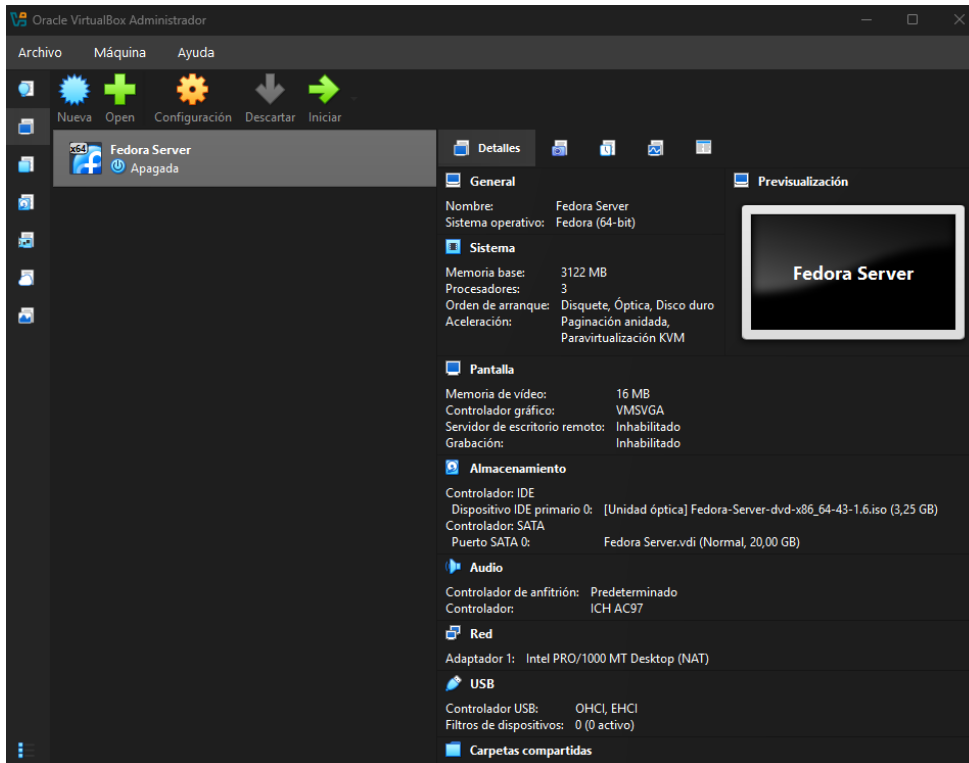 Oracle VirtualBox Administrador
Archivo Máquina Ayuda
Nueva Open Configuración Descartar Iniciar
x64 Fedora Server
Apagada
Detalles
General
Nombre: Fedora Server
Sistema operativo: Fedora (64-bit)
Sistema
Memoria base: 3122 MB
Procesadores: 3
Orden de arranque: Disquete, Óptica, Disco duro
Aceleración: Paginación anidada,
Paravirtualización KVM
Previsualización
Fedora Server
Pantalla
Memoria de vídeo: 16 MB
Controlador gráfico: VMSVGA
Servidor de escritorio remoto: Inhabilitado
Grabación: Inhabilitado
Almacenamiento
Controlador: IDE
Dispositivo IDE primario 0: [Unidad óptica] Fedora-Server-dvd-x86_64-43-1.6.iso (3,25 GB)
Controlador: SATA
Puerto SATA 0: Fedora Server.vdi (Normal, 20,00 GB)
Audio
Controlador de anfitrión: Predeterminado
Controlador: ICH AC97
Red
Adaptador 1: Intel PRO/1000 MT Desktop (NAT)
USB
Controlador USB: OHCI, EHCI
Filtros de dispositivos: 0 (0 activo)
Carpetas compartidas